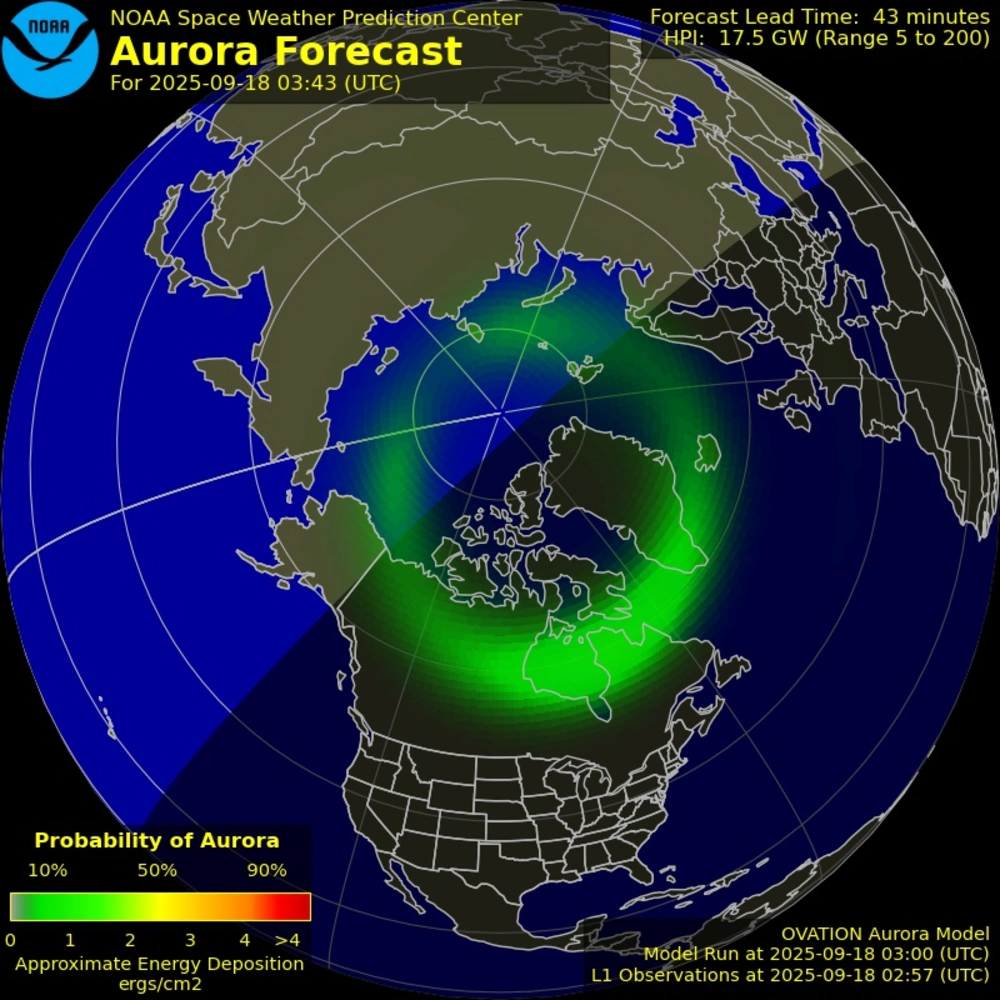 NOAA
NOAA Space Weather Prediction Center
Aurora Forecast
For 2025-09-18 03:43 (UTC)
Forecast Lead Time: 43 minutes
HPI: 17.5 GW (Range 5 to 200)
Probability of Aurora
10% 50% 90%
0 1 2 3 4 >4
Approximate Energy Deposition
ergs/cm2
OVATION Aurora Model
Model Run at 2025-09-18 03:00 (UTC)
L1 Observations at 2025-09-18 02:57 (UTC)